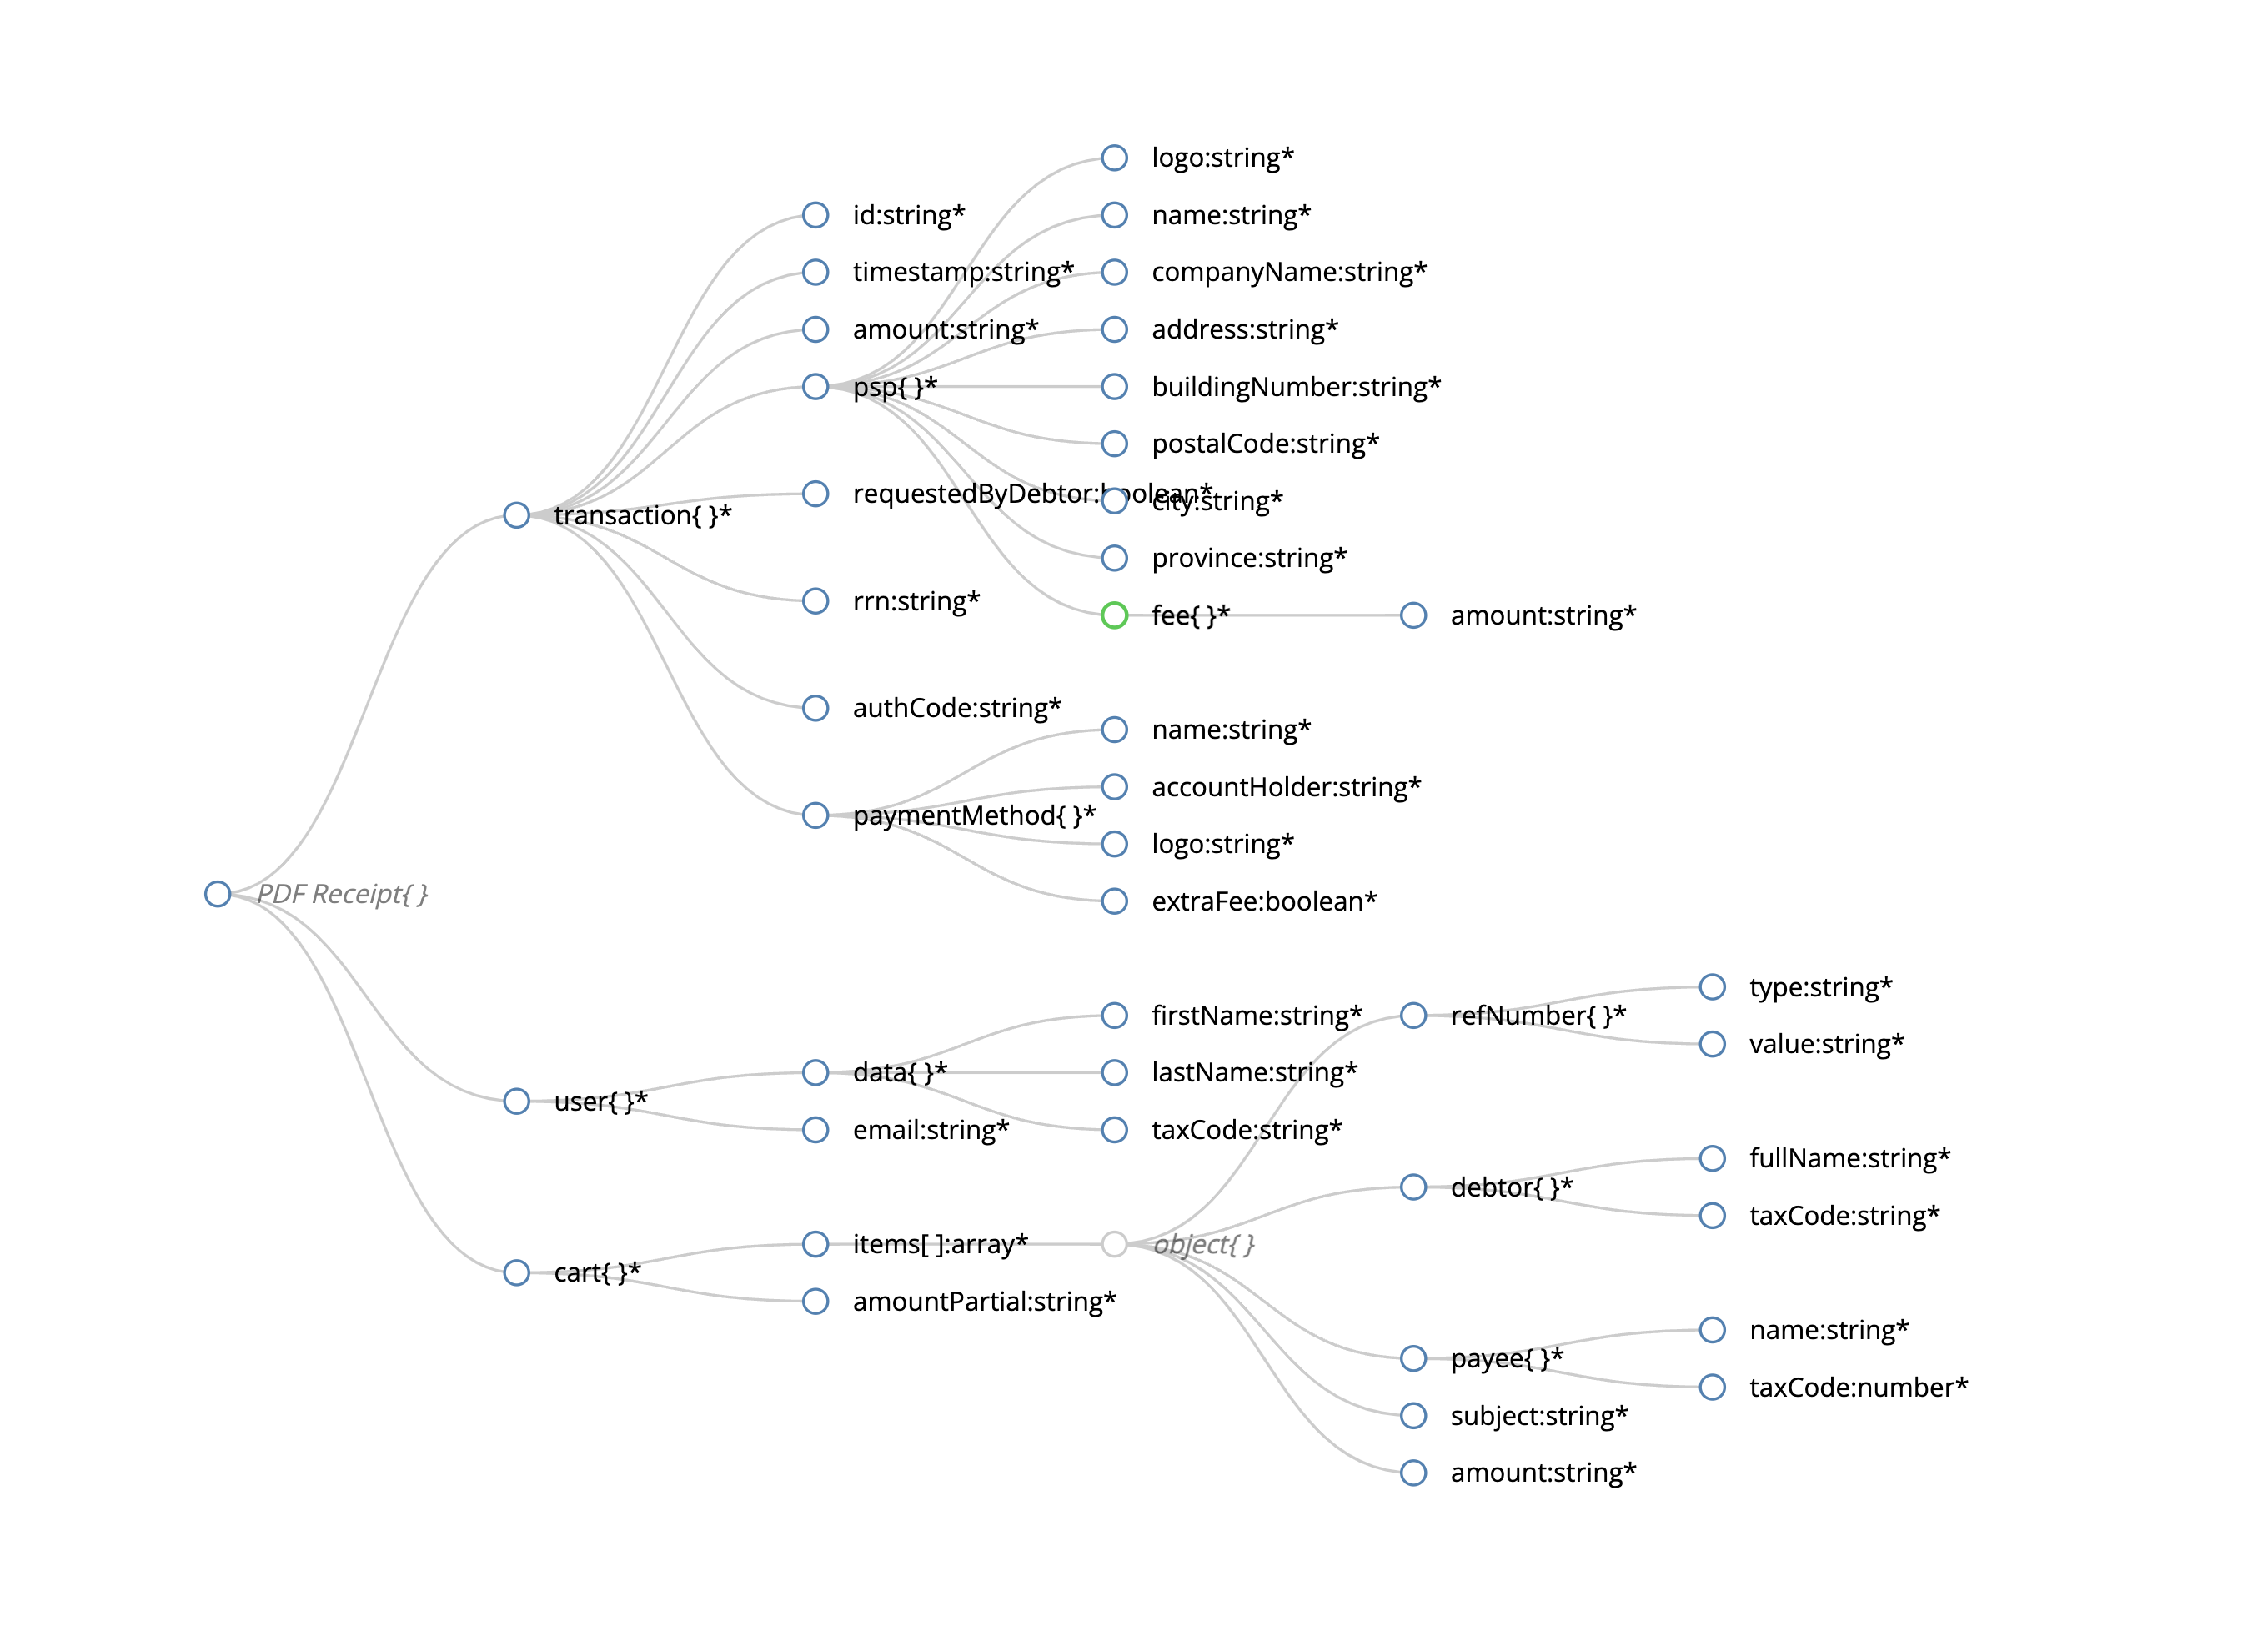 PDF Receipt{ }
transaction{ }*
id:string*
timestamp:string*
amount:string*
psp{ }*
logo:string*
name:string*
companyName:string*
address:string*
buildingNumber:string*
postalCode:string*
city:string*
province:string*
fee{ }*
amount:string*
requestedByDebtor:boolean*
rrn:string*
authCode:string*
paymentMethod{ }*
name:string*
accountHolder:string*
logo:string*
extraFee:boolean*
user{ }*
data{ }*
firstName:string*
lastName:string*
taxCode:string*
email:string*
cart{ }*
items[ ]:array*
object{ }
refNumber{ }*
type:string*
value:string*
debtor{ }*
fullName:string*
taxCode:string*
payee{ }*
name:string*
taxCode:number*
subject:string*
amount:string*
amountPartial:string*